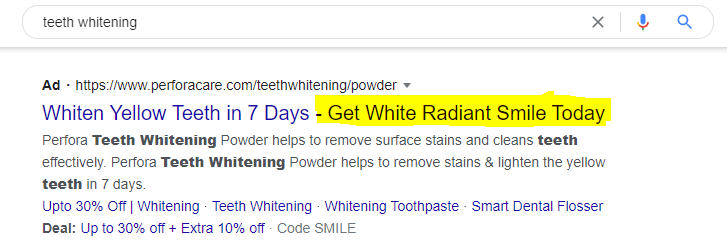 teeth whitening
Ad · https://www.perforacare.com/teethwhitening/powder
Whiten Yellow Teeth in 7 Days - Get White Radiant Smile Today
Perfora Teeth Whitening Powder helps to remove surface stains and cleans teeth
effectively. Perfora Teeth Whitening Powder helps to remove stains & lighten the yellow
teeth in 7 days.
Upto 30% Off | Whitening · Teeth Whitening · Whitening Toothpaste · Smart Dental Flosser
Deal: Up to 30% off + Extra 10% off · Code SMILE